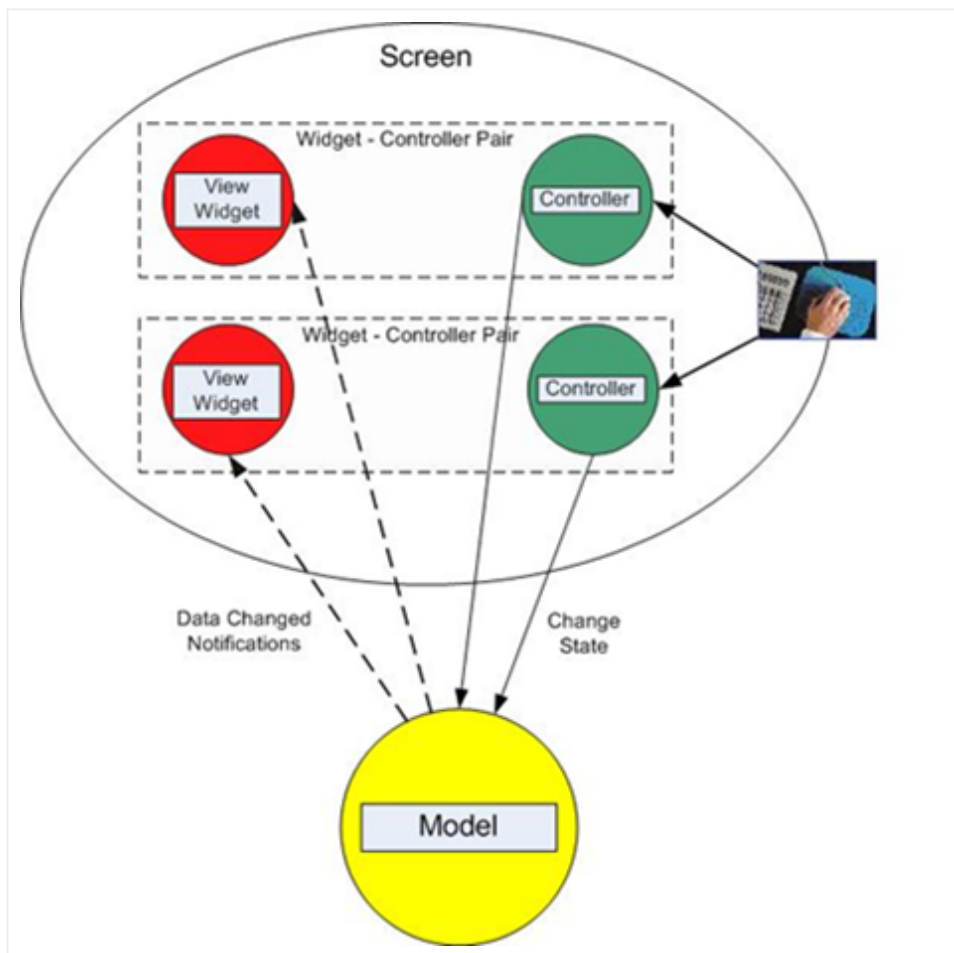 Screen
Widget - Controller Pair
View
Widget
Controller
Widget - Controller Pair
View
Widget
Controller
Data Changed
Notifications
Change
State
Model